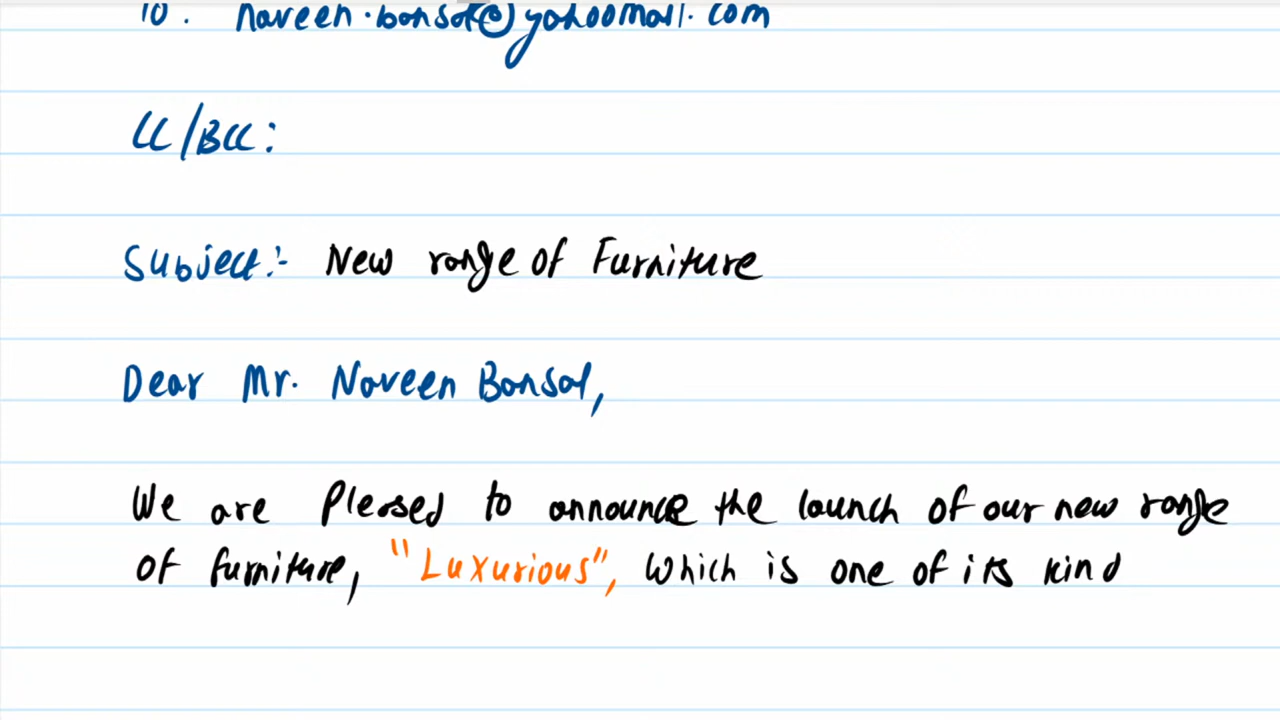 To. naveen.bansal@yahoomail.com
CC/BCC:
Subject:- New range of Furniture
Dear Mr. Naveen Bansal,
We are Pleased to announce the launch of our new range
of furniture, "Luxurious", which is one of its kind